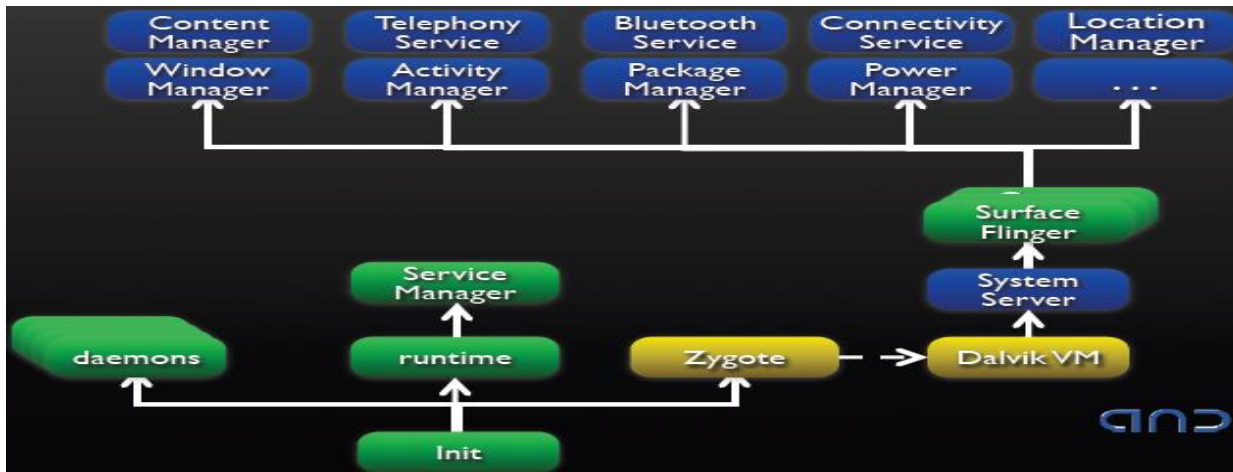 Content
Manager
Telephony
Service
Bluetooth
Service
Connectivity
Service
Location
Manager
Window
Manager
Activity
Manager
Package
Manager
Power
Manager
...
Surface
Flinger
Service
Manager
System
Server
daemons
runtime
Zygote
Dalvik VM
Init